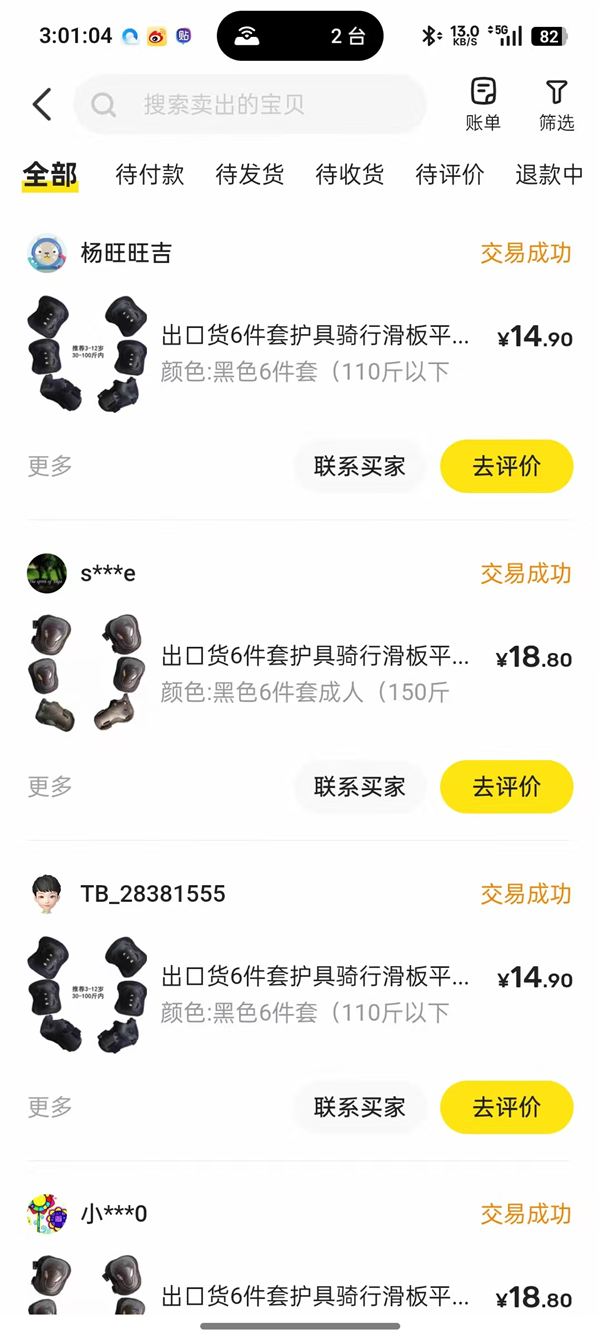 3:01:04
贴
2 台
13.0
KB/S
5G
82
搜索卖出的宝贝
账单
筛选
全部
待付款
待发货
待收货
待评价
退款中
杨旺旺吉
交易成功
推荐3-12岁
30-100斤内
出口货6件套护具骑行滑板平...
¥14.90
颜色:黑色6件套（110斤以下
更多
联系买家
去评价
s***e
交易成功
出口货6件套护具骑行滑板平...
¥18.80
颜色:黑色6件套成人（150斤
更多
联系买家
去评价
TB_28381555
交易成功
推荐3-12岁
30-100斤内
出口货6件套护具骑行滑板平...
¥14.90
颜色:黑色6件套（110斤以下
更多
联系买家
去评价
小***0
交易成功
出口货6件套护具骑行滑板平...
¥18.80